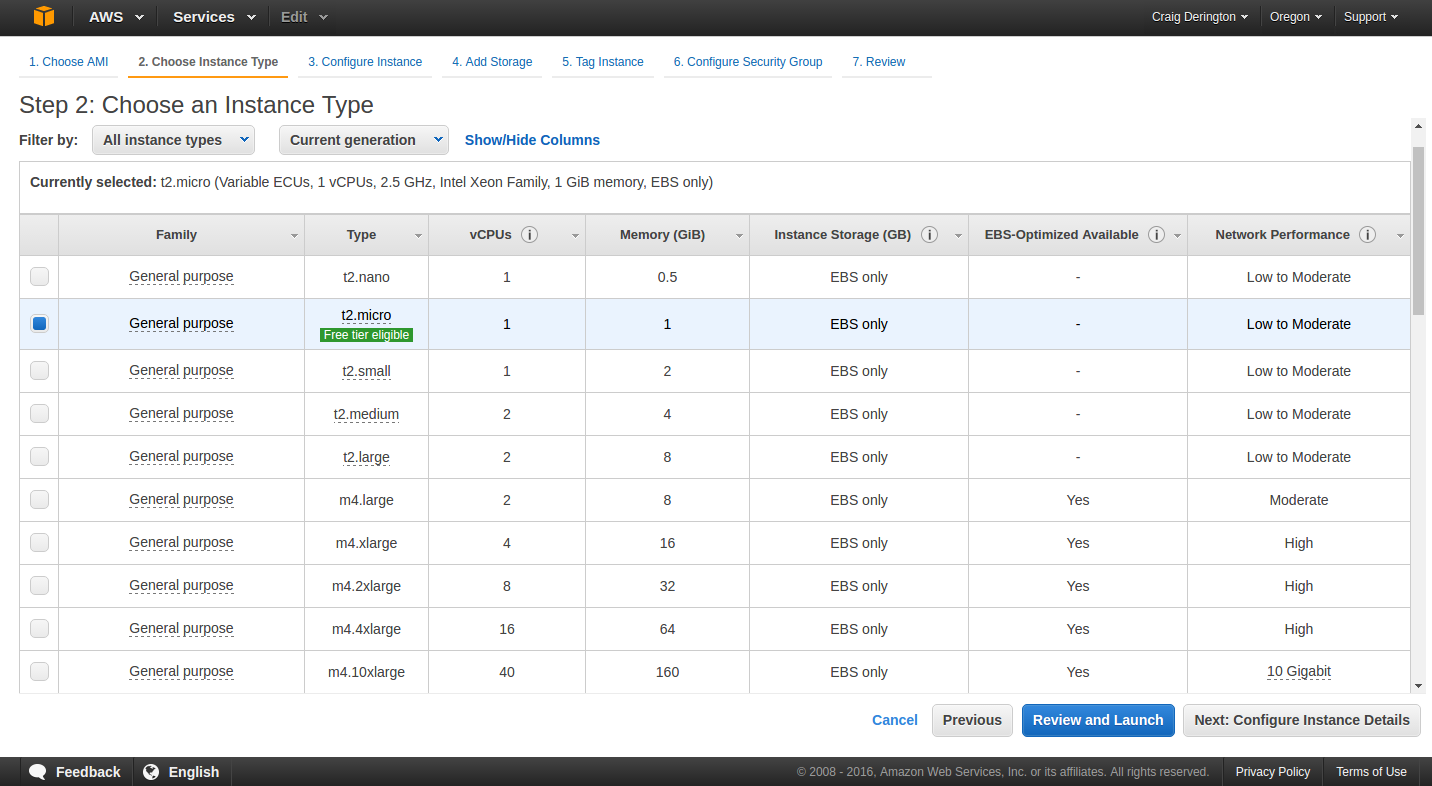 AWS Services Edit Craig Derington Oregon Support
1. Choose AMI 2. Choose Instance Type 3. Configure Instance 4. Add Storage 5. Tag Instance 6. Configure Security Group 7. Review
Step 2: Choose an Instance Type
Filter by: All instance types Current generation Show/Hide Columns
Currently selected: t2.micro (Variable ECUs, 1 vCPUs, 2.5 GHz, Intel Xeon Family, 1 GiB memory, EBS only)
Family Type vCPUs i Memory (GiB) Instance Storage (GB) i EBS-Optimized Available i Network Performance i
General purpose t2.nano 1 0.5 EBS only - Low to Moderate
General purpose t2.micro 1 1 EBS only - Low to Moderate
Free tier eligible
General purpose t2.small 1 2 EBS only - Low to Moderate
General purpose t2.medium 2 4 EBS only - Low to Moderate
General purpose t2.large 2 8 EBS only - Low to Moderate
General purpose m4.large 2 8 EBS only Yes Moderate
General purpose m4.xlarge 4 16 EBS only Yes High
General purpose m4.2xlarge 8 32 EBS only Yes High
General purpose m4.4xlarge 16 64 EBS only Yes High
General purpose m4.10xlarge 40 160 EBS only Yes 10 Gigabit
Cancel Previous Review and Launch Next: Configure Instance Details
Feedback English © 2008 - 2016, Amazon Web Services, Inc. or its affiliates. All rights reserved. Privacy Policy Terms of Use